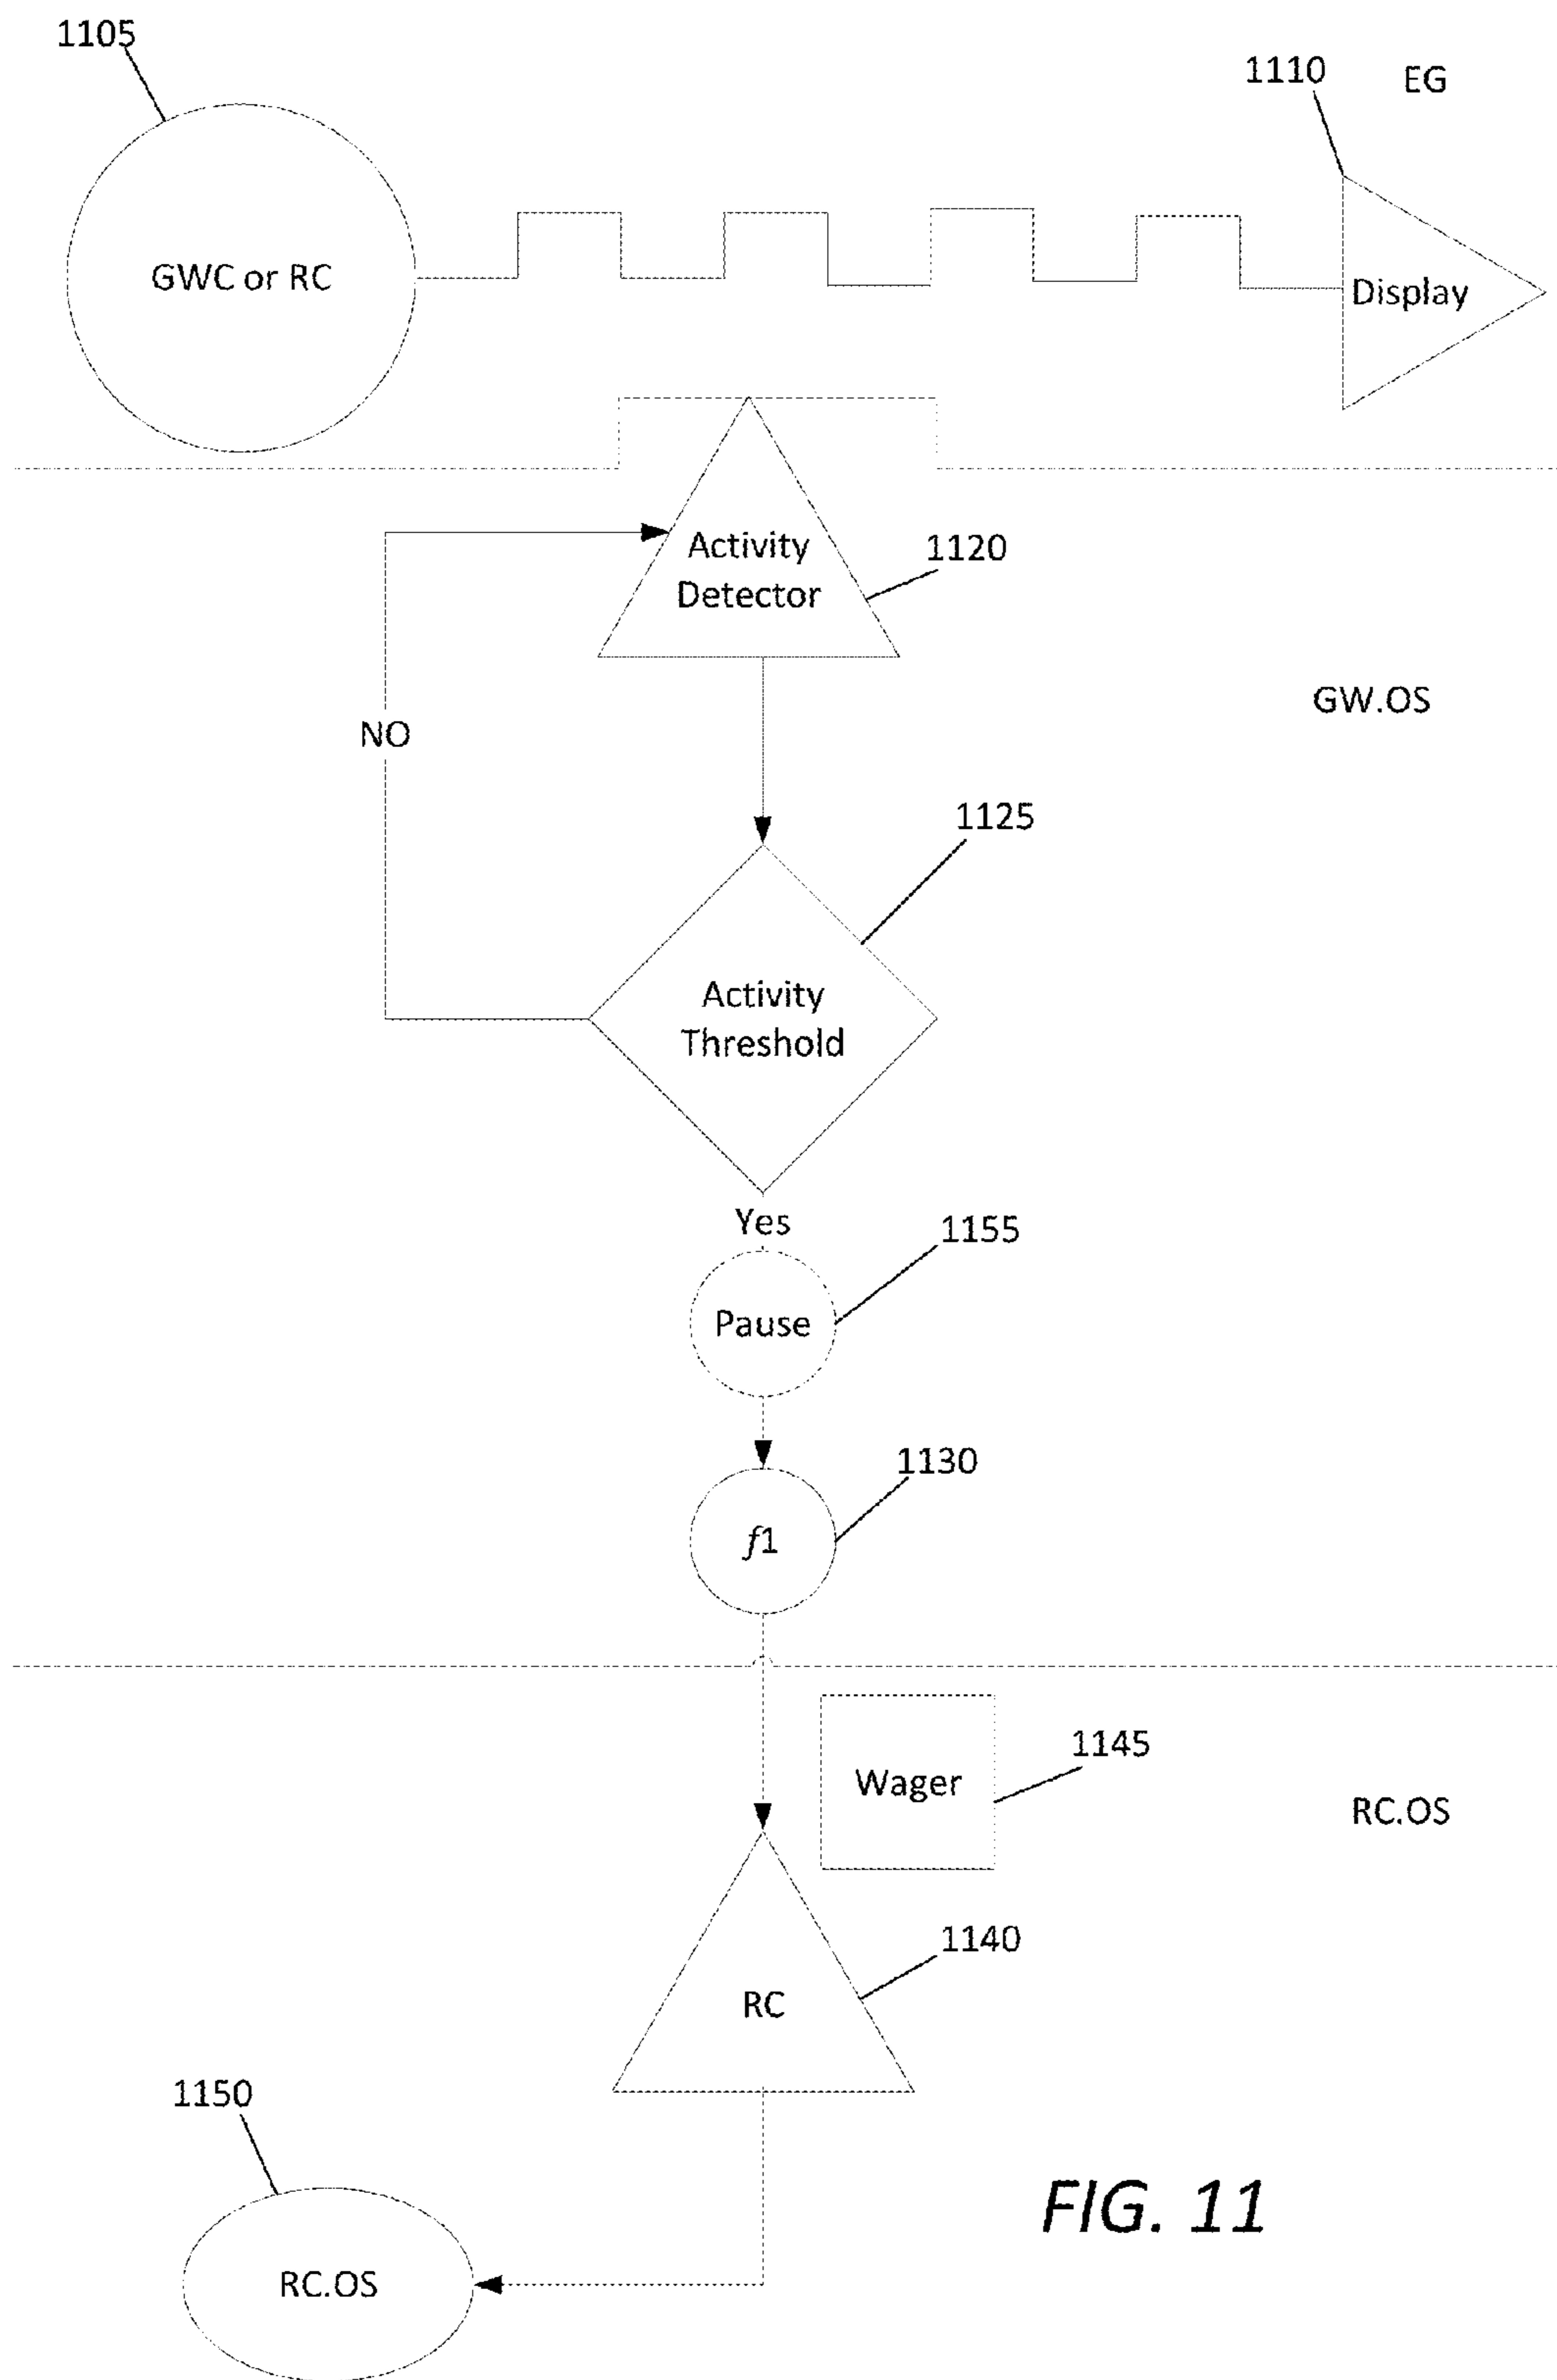 1105
1110
EG
GWC or RC
Display
Activity
Detector
1120
GW.OS
NO
1125
Activity
Threshold
Yes
1155
Pause
1130
f1
Wager
1145
RC.OS
1140
RC
1150
RC.OS
FIG. 11